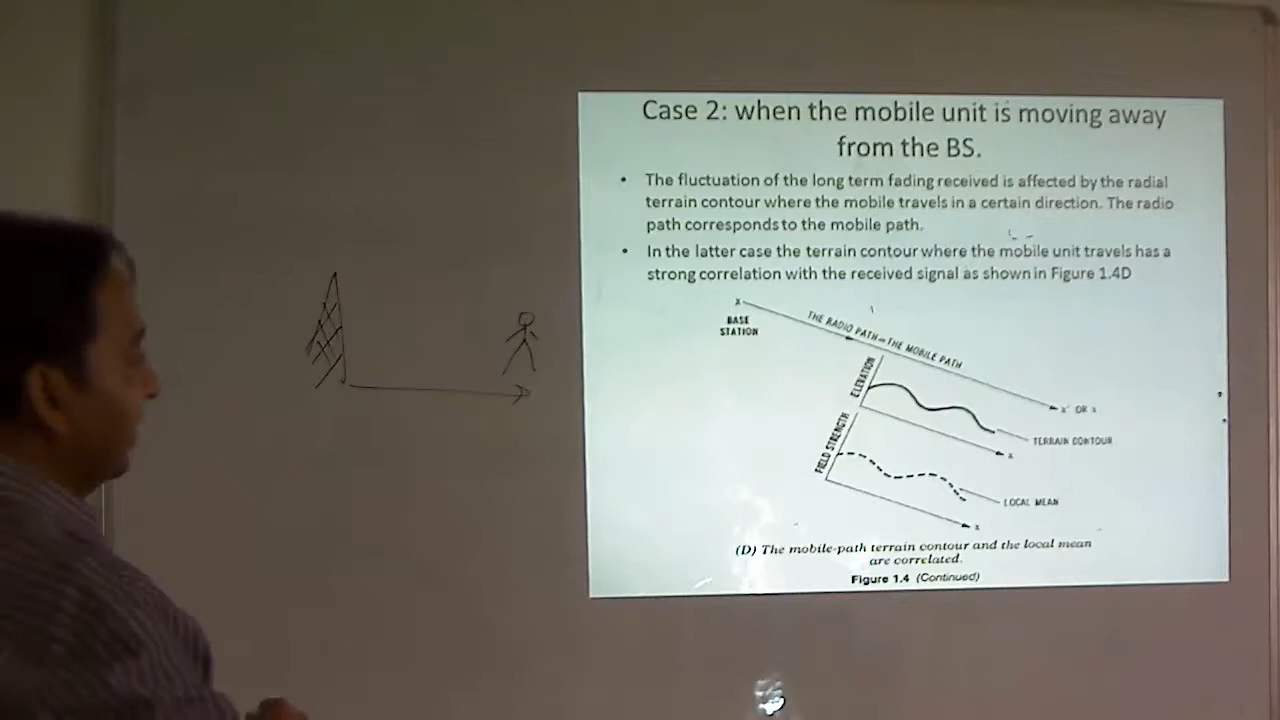 Case 2: when the mobile unit is moving away
from the BS.
• The fluctuation of the long term fading received is affected by the radial
terrain contour where the mobile travels in a certain direction. The radio
path corresponds to the mobile path.
• In the latter case the terrain contour where the mobile unit travels has a
strong correlation with the received signal as shown in Figure 1.4D
x
BASE
STATION
THE RADIO PATH=THE MOBILE PATH
x' OR x
ELEVATION
TERRAIN CONTOUR
x
FIELD STRENGTH
LOCAL MEAN
x
(D) The mobile-path terrain contour and the local mean
are correlated.
Figure 1.4 (Continued)